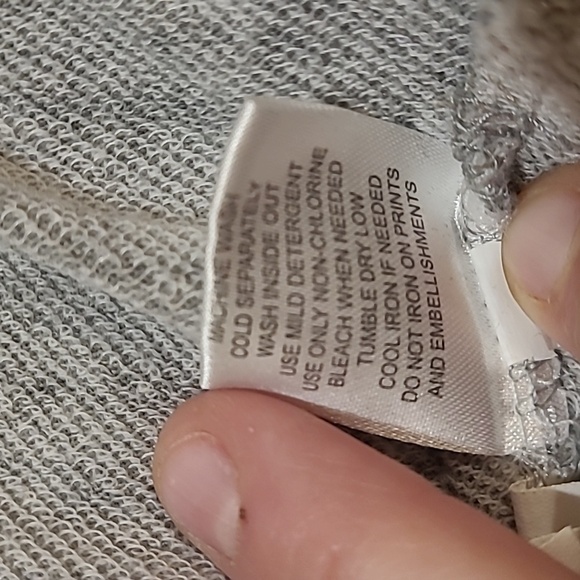 MACHINE WASH
COLD SEPARATELY
WASH INSIDE OUT
USE MILD DETERGENT
USE ONLY NON-CHLORINE
BLEACH WHEN NEEDED
TUMBLE DRY LOW
COOL IRON IF NEEDED
DO NOT IRON ON PRINTS
AND EMBELLISHMENTS